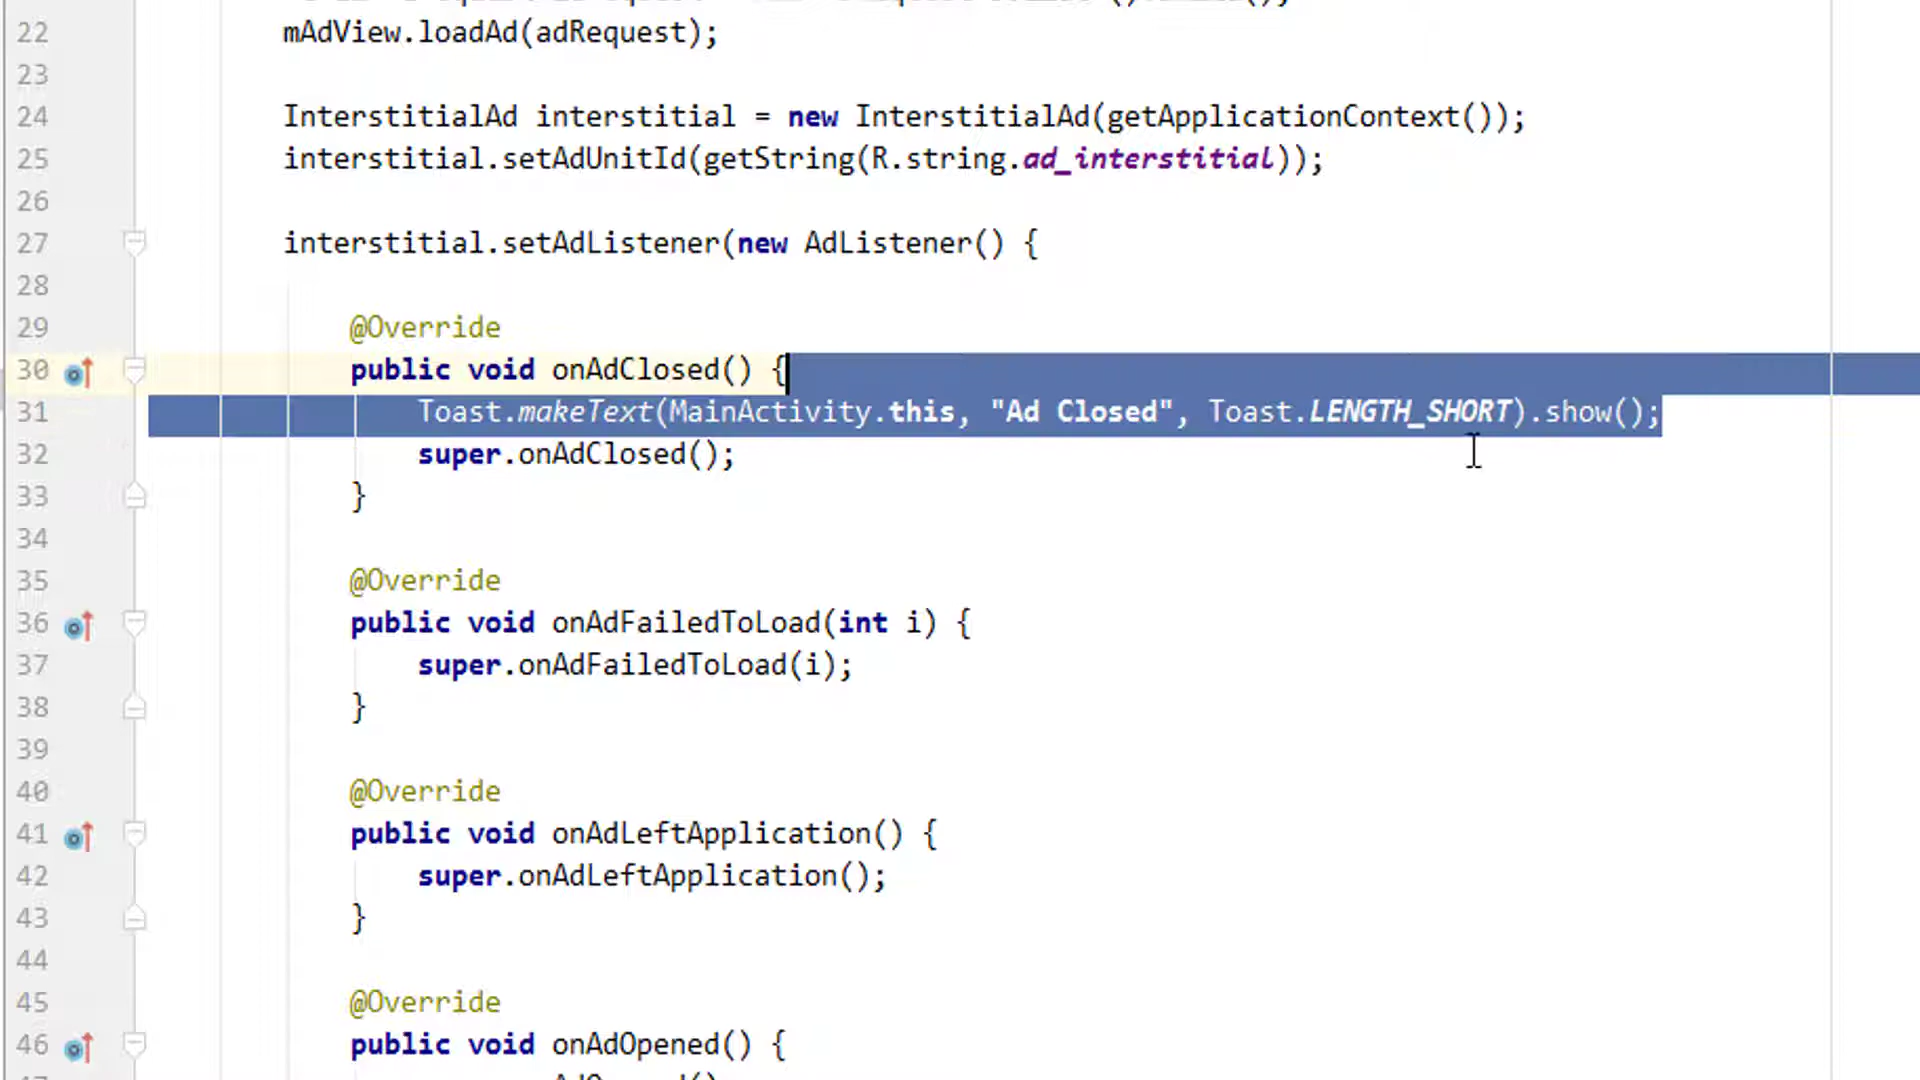 22 mAdView.loadAd(adRequest);
23
24 InterstitialAd interstitial = new InterstitialAd(getApplicationContext());
25 interstitial.setAdUnitId(getString(R.string.ad_interstitial));
26
27 interstitial.setAdListener(new AdListener() {
28
29 @Override
30 public void onAdClosed() {
31 Toast.makeText(MainActivity.this, "Ad Closed", Toast.LENGTH_SHORT).show();
32 super.onAdClosed();
33 }
34
35 @Override
36 public void onAdFailedToLoad(int i) {
37 super.onAdFailedToLoad(i);
38 }
39
40 @Override
41 public void onAdLeftApplication() {
42 super.onAdLeftApplication();
43 }
44
45 @Override
46 public void onAdOpened() {